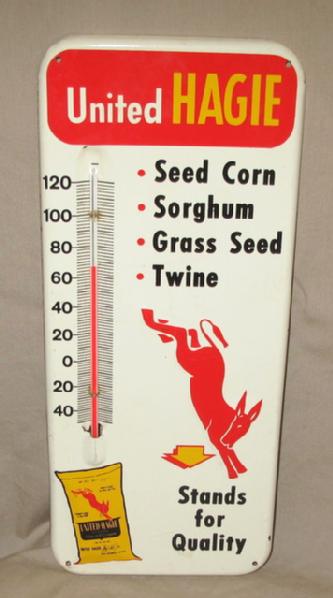 United HAGIE
• Seed Corn
• Sorghum
• Grass Seed
• Twine
120
100
80
60
40
20
0
20
40
Stands
for
Quality
UNITED-HAGIE